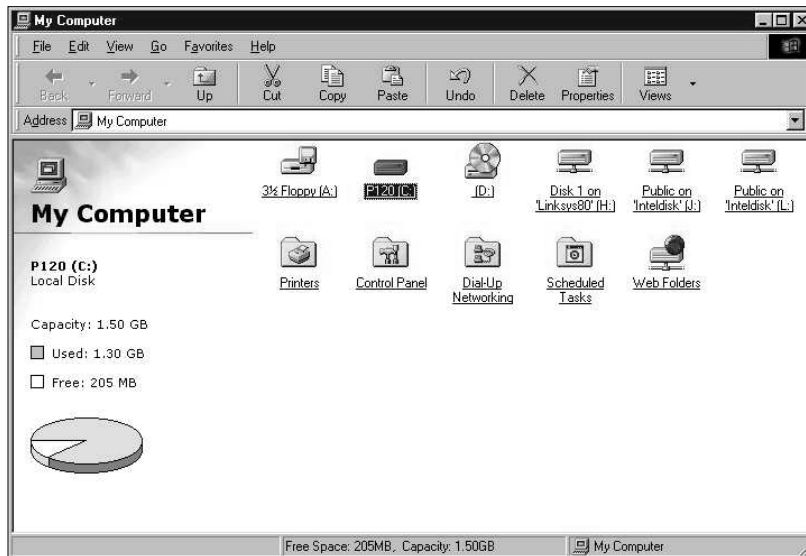 My Computer
File Edit View Go Favorites Help
Back Forward Up Cut Copy Paste Undo Delete Properties Views
Address My Computer
My Computer
P120 (C:)
Local Disk
Capacity: 1.50 GB
Used: 1.30 GB
Free: 205 MB
3½ Floppy (A:) P120 (C:) (D:) Disk 1 on 'Linksys80' (H:) Public on 'Inteldisk' (J:) Public on 'Inteldisk' (L:)
Printers Control Panel Dial-Up Networking Scheduled Tasks Web Folders
Free Space: 205MB, Capacity: 1.50GB My Computer